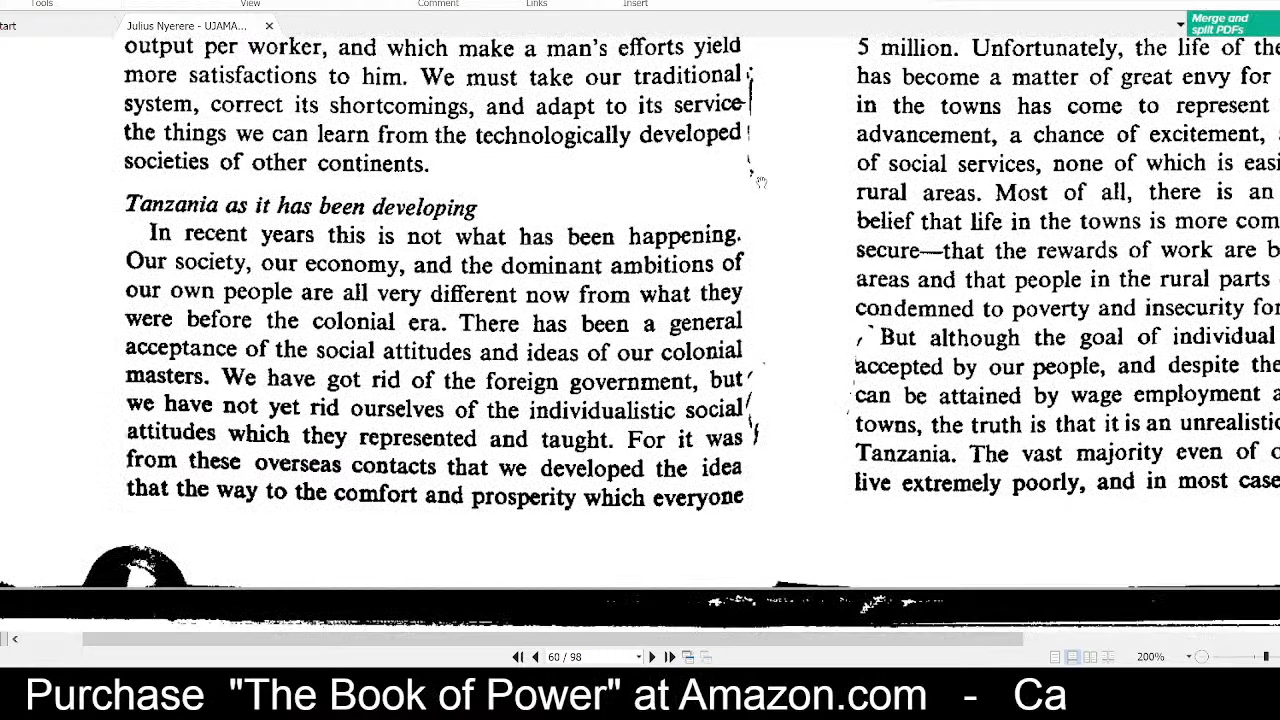 Tools
View
Comment
Links
Insert
tart
Julius Nyerere - UJAMA...
Merge and
split PDFs
output per worker, and which make a man's efforts yield
more satisfactions to him. We must take our traditional
system, correct its shortcomings, and adapt to its service
the things we can learn from the technologically developed
societies of other continents.
Tanzania as it has been developing
In recent years this is not what has been happening.
Our society, our economy, and the dominant ambitions of
our own people are all very different now from what they
were before the colonial era. There has been a general
acceptance of the social attitudes and ideas of our colonial
masters. We have got rid of the foreign government, but
we have not yet rid ourselves of the individualistic social
attitudes which they represented and taught. For it was
from these overseas contacts that we developed the idea
that the way to the comfort and prosperity which everyone
5 million. Unfortunately, the life of the
has become a matter of great envy for
in the towns has come to represent
advancement, a chance of excitement,
of social services, none of which is easi
rural areas. Most of all, there is an
belief that life in the towns is more com
secure—that the rewards of work are b
areas and that people in the rural parts
condemned to poverty and insecurity for
But although the goal of individual
accepted by our people, and despite the
can be attained by wage employment a
towns, the truth is that it is an unrealistic
Tanzania. The vast majority even of o
live extremely poorly, and in most case
60 / 98
200%
Purchase "The Book of Power" at Amazon.com - Ca